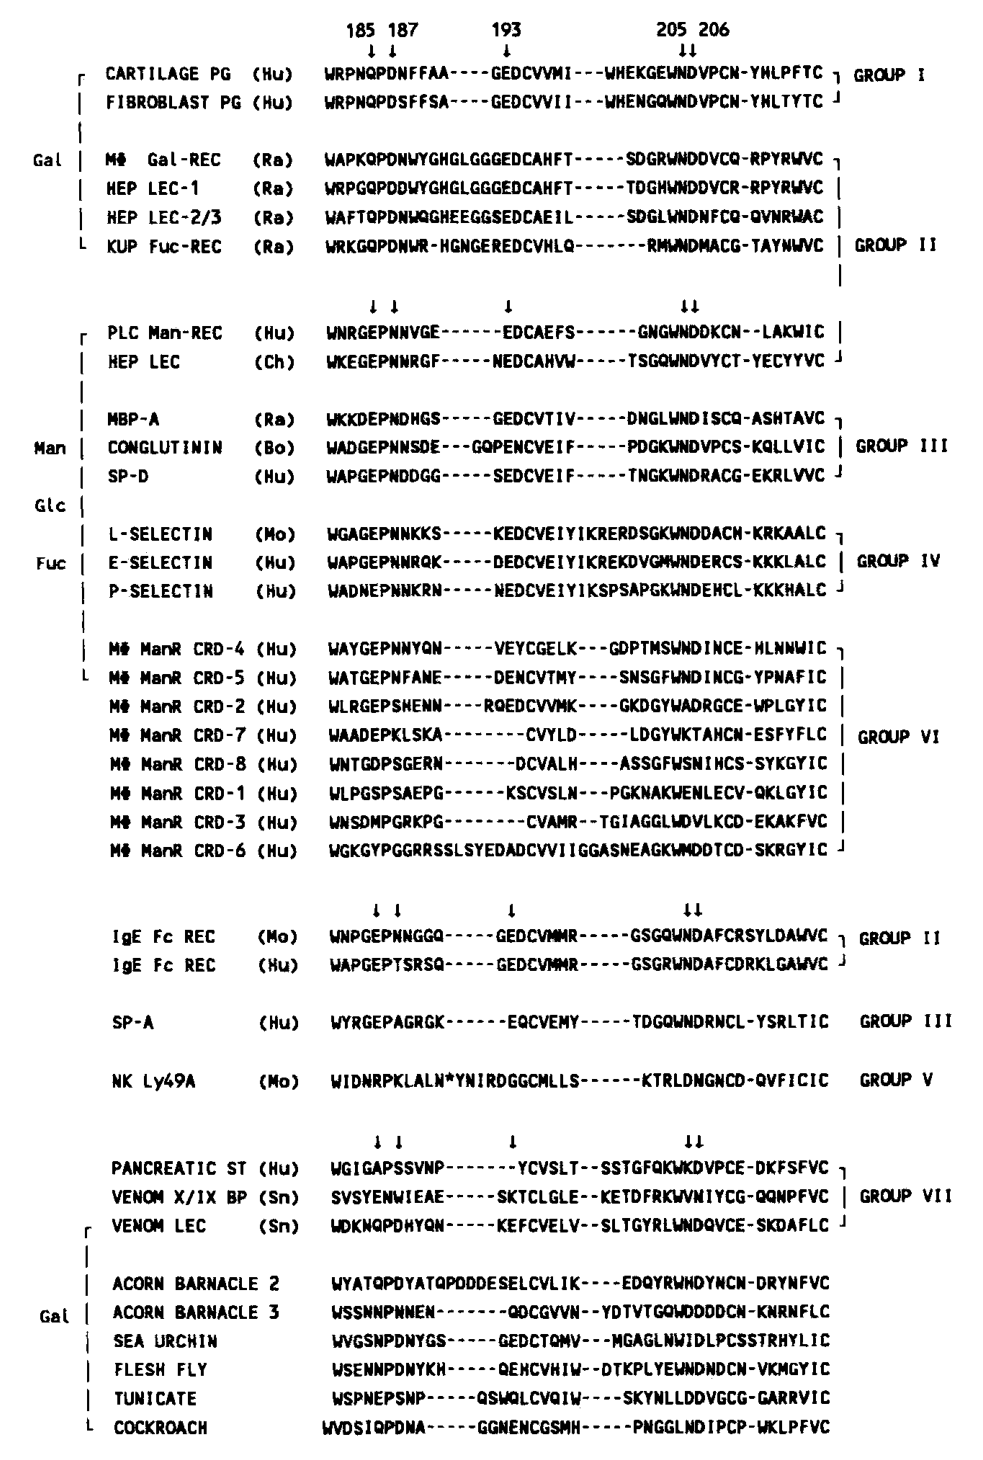 185 187 193 205 206
CARTILAGE PG (Hu) WRPNQPDNFFAA----GEDCVVMI---WHEKGEWNDVPCN-YHLPFTC GROUP I
FIBROBLAST PG (Hu) WRPNQPDSFFSA----GEDCVVII---WHENGQWNDVPCN-YHLTYTC
Gal MΦ Gal-REC (Ra) WAPKQPDNWYGHGLGGGEDCAHFT-----SDGRWNDDVCQ-RPYRWVC
HEP LEC-1 (Ra) WRPGQPDDWYGHGLGGGEDCAHFT-----TDGHWNDDVCR-RPYRWVC
HEP LEC-2/3 (Ra) WAFTQPDNWQGHEEGGSEDCAEIL-----SDGLWNDNFCQ-QVNRWAC
KUP Fuc-REC (Ra) WRKGQPDNWR-HGNGEREDCVHLQ-------RMWNDMACG-TAYNWVC GROUP II
PLC Man-REC (Hu) WNRGEPNNVGE------EDCAEFS------GNGWNDDKCN--LAKWIC
HEP LEC (Ch) WKEGEPNNRGF-----NEDCAHVW-----TSGQWNDVYCT-YECYYVC
MBP-A (Ra) WKKDEPNDHGS-----GEDCVTIV-----DNGLWNDISCQ-ASHTAVC
Man CONGLUTININ (Bo) WADGEPNNSDE---GQPENCVEIF-----PDGKWNDVPCS-KQLLVIC GROUP III
SP-D (Hu) WAPGEPNDDGG-----SEDCVEIF-----TNGKWNDRACG-EKRLVVC
Glc
L-SELECTIN (Mo) WGAGEPNNKKS-----KEDCVEIYIKRERDSGKWNDDACH-KRKAALC
Fuc E-SELECTIN (Hu) WAPGEPNNRQK-----DEDCVEIYIKREKDVGMWNDERCS-KKKLALC GROUP IV
P-SELECTIN (Hu) WADNEPNNKRN-----NEDCVEIYIKSPSAPGKWNDEHCL-KKKHALC
MΦ ManR CRD-4 (Hu) WAYGEPNNYQN-----VEYCGELK---GDPTMSWNDINCE-HLNNWIC
MΦ ManR CRD-5 (Hu) WATGEPNFANE-----DENCVTMY----SNSGFWNDINCG-YPNAFIC
MΦ ManR CRD-2 (Hu) WLRGEPSHENN----RQEDCVVMK----GKDGYWADRGCE-WPLGYIC
MΦ ManR CRD-7 (Hu) WAADEPKLSKA--------CVYLD-----LDGYWKTAHCN-ESFYFLC GROUP VI
MΦ ManR CRD-8 (Hu) WNTGDPSGERN-------DCVALH----ASSGFWSNIHCS-SYKGYIC
MΦ ManR CRD-1 (Hu) WLPGSPSAEPG------KSCVSLN---PGKNAKWENLECV-QKLGYIC
MΦ ManR CRD-3 (Hu) WNSDMPGRKPG--------CVAMR--TGIAGGLWDVLKCD-EKAKFVC
MΦ ManR CRD-6 (Hu) WGKGYPGGRRSSLSYEDADCVVIIGGASNEAGKWMDDTCD-SKRGYIC
IgE Fc REC (Mo) WNPGEPNNGGQ-----GEDCVMMR-----GSGQWNDAFCRSYLDAWVC GROUP II
IgE Fc REC (Hu) WAPGEPTSRSQ-----GEDCVMMR-----GSGRWNDAFCDRKLGAWVC
SP-A (Hu) WYRGEPAGRGK------EQCVEMY-----TDGQWNDRNCL-YSRLTIC GROUP III
NK Ly49A (Mo) WIDNRPKLALN*YNIRDGGCMLLS------KTRLDNGNCD-QVFICIC GROUP V
PANCREATIC ST (Hu) WGIGAPSSVNP-------YCVSLT--SSTGFQKWKDVPCE-DKFSFVC
VENOM X/IX BP (Sn) SVSYENWIEAE-----SKTCLGLE--KETDFRKWVNIYCG-QQNPFVC GROUP VII
VENOM LEC (Sn) WDKNQPDHYQN-----KEFCVELV--SLTGYRLWNDQVCE-SKDAFLC
ACORN BARNACLE 2 WYATQPDYATQPDDDESELCVLIK----EDQYRWHDYNCN-DRYNFVC
Gal ACORN BARNACLE 3 WSSNNPNNEN-------QDCGVVN--YDTVTGQWDDDDCN-KNRNFLC
SEA URCHIN WVGSNPDNYGS-----GEDCTQMV---MGAGLNWIDLPCSSTRHYLIC
FLESH FLY WSENNPDNYKH-----QEHCVHIW--DTKPLYEWNDNDCN-VKMGYIC
TUNICATE WSPNEPSNP-----QSWQLCVQIW----SKYNLLDDVGCG-GARRVIC
COCKROACH WVDSIQPDNA-----GGNENCGSMH-----PNGGLNDIPCP-WKLPFVC